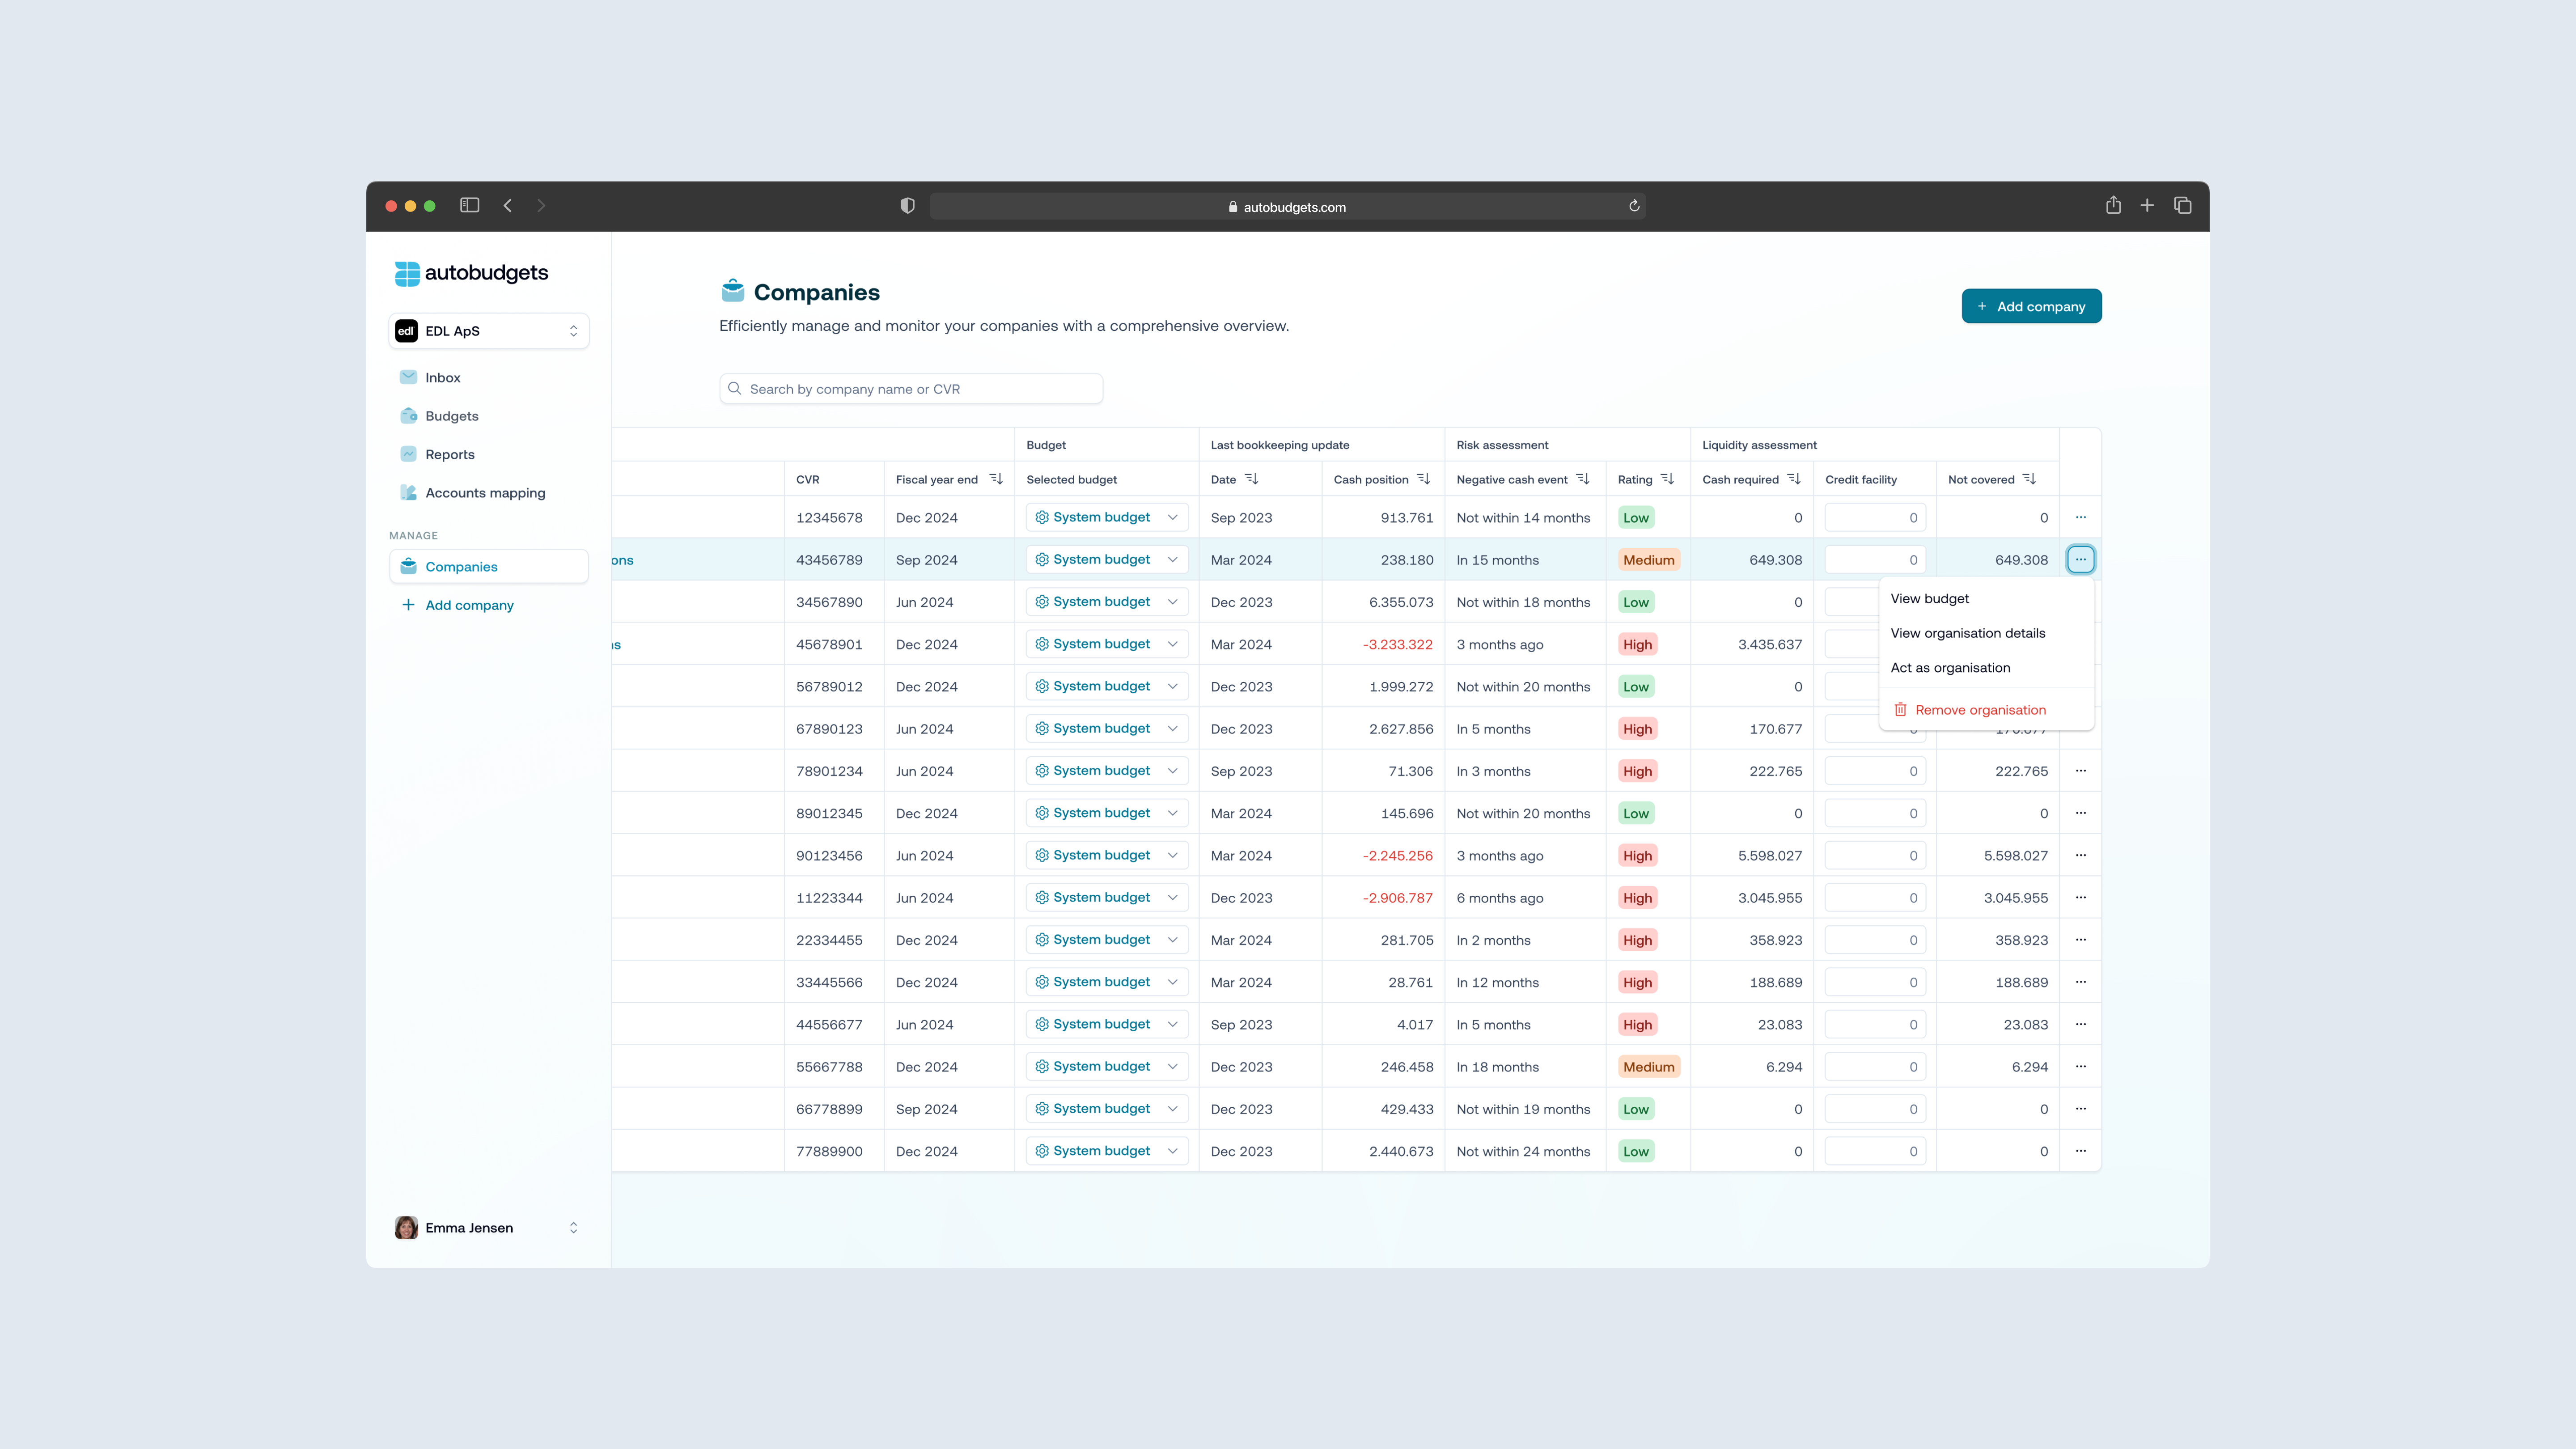 autobudgets.com
autobudgets
edl EDL ApS
Inbox
Budgets
Reports
Accounts mapping
MANAGE
Companies
Add company
Emma Jensen
Companies
Efficiently manage and monitor your companies with a comprehensive overview.
Add company
Search by company name or CVR
Budget Last bookkeeping update Risk assessment Liquidity assessment
CVR Fiscal year end Selected budget Date Cash position Negative cash event Rating Cash required Credit facility Not covered
12345678 Dec 2024 System budget Sep 2023 913.761 Not within 14 months Low 0 0 0 ...
ons 43456789 Sep 2024 System budget Mar 2024 238.180 In 15 months Medium 649.308 0 649.308 ...
34567890 Jun 2024 System budget Dec 2023 6.355.073 Not within 18 months Low 0
45678901 Dec 2024 System budget Mar 2024 -3.233.322 3 months ago High 3.435.637
56789012 Dec 2024 System budget Dec 2023 1.999.272 Not within 20 months Low 0
67890123 Jun 2024 System budget Dec 2023 2.627.856 In 5 months High 170.677
78901234 Jun 2024 System budget Sep 2023 71.306 In 3 months High 222.765 0 222.765 ...
89012345 Dec 2024 System budget Mar 2024 145.696 Not within 20 months Low 0 0 0 ...
90123456 Jun 2024 System budget Mar 2024 -2.245.256 3 months ago High 5.598.027 0 5.598.027 ...
11223344 Jun 2024 System budget Dec 2023 -2.906.787 6 months ago High 3.045.955 0 3.045.955 ...
22334455 Dec 2024 System budget Mar 2024 281.705 In 2 months High 358.923 0 358.923 ...
33445566 Dec 2024 System budget Mar 2024 28.761 In 12 months High 188.689 0 188.689 ...
44556677 Jun 2024 System budget Sep 2023 4.017 In 5 months High 23.083 0 23.083 ...
55667788 Dec 2024 System budget Dec 2023 246.458 In 18 months Medium 6.294 0 6.294 ...
66778899 Sep 2024 System budget Dec 2023 429.433 Not within 19 months Low 0 0 0 ...
77889900 Dec 2024 System budget Dec 2023 2.440.673 Not within 24 months Low 0 0 0 ...
View budget
View organisation details
Act as organisation
Remove organisation